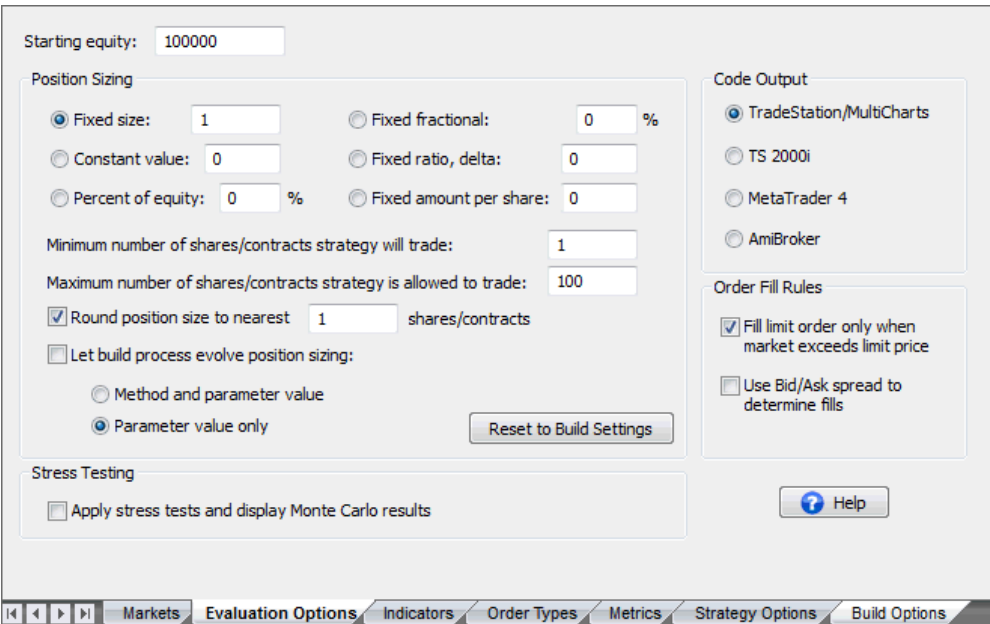 Starting equity: 100000
Position Sizing
Fixed size: 1
Fixed fractional: 0 %
Constant value: 0
Fixed ratio, delta: 0
Percent of equity: 0 %
Fixed amount per share: 0
Minimum number of shares/contracts strategy will trade: 1
Maximum number of shares/contracts strategy is allowed to trade: 100
Round position size to nearest 1 shares/contracts
Let build process evolve position sizing:
Method and parameter value
Parameter value only
Reset to Build Settings
Stress Testing
Apply stress tests and display Monte Carlo results
Code Output
TradeStation/MultiCharts
TS 2000i
MetaTrader 4
AmiBroker
Order Fill Rules
Fill limit order only when
market exceeds limit price
Use Bid/Ask spread to
determine fills
Help
Markets Evaluation Options Indicators Order Types Metrics Strategy Options Build Options